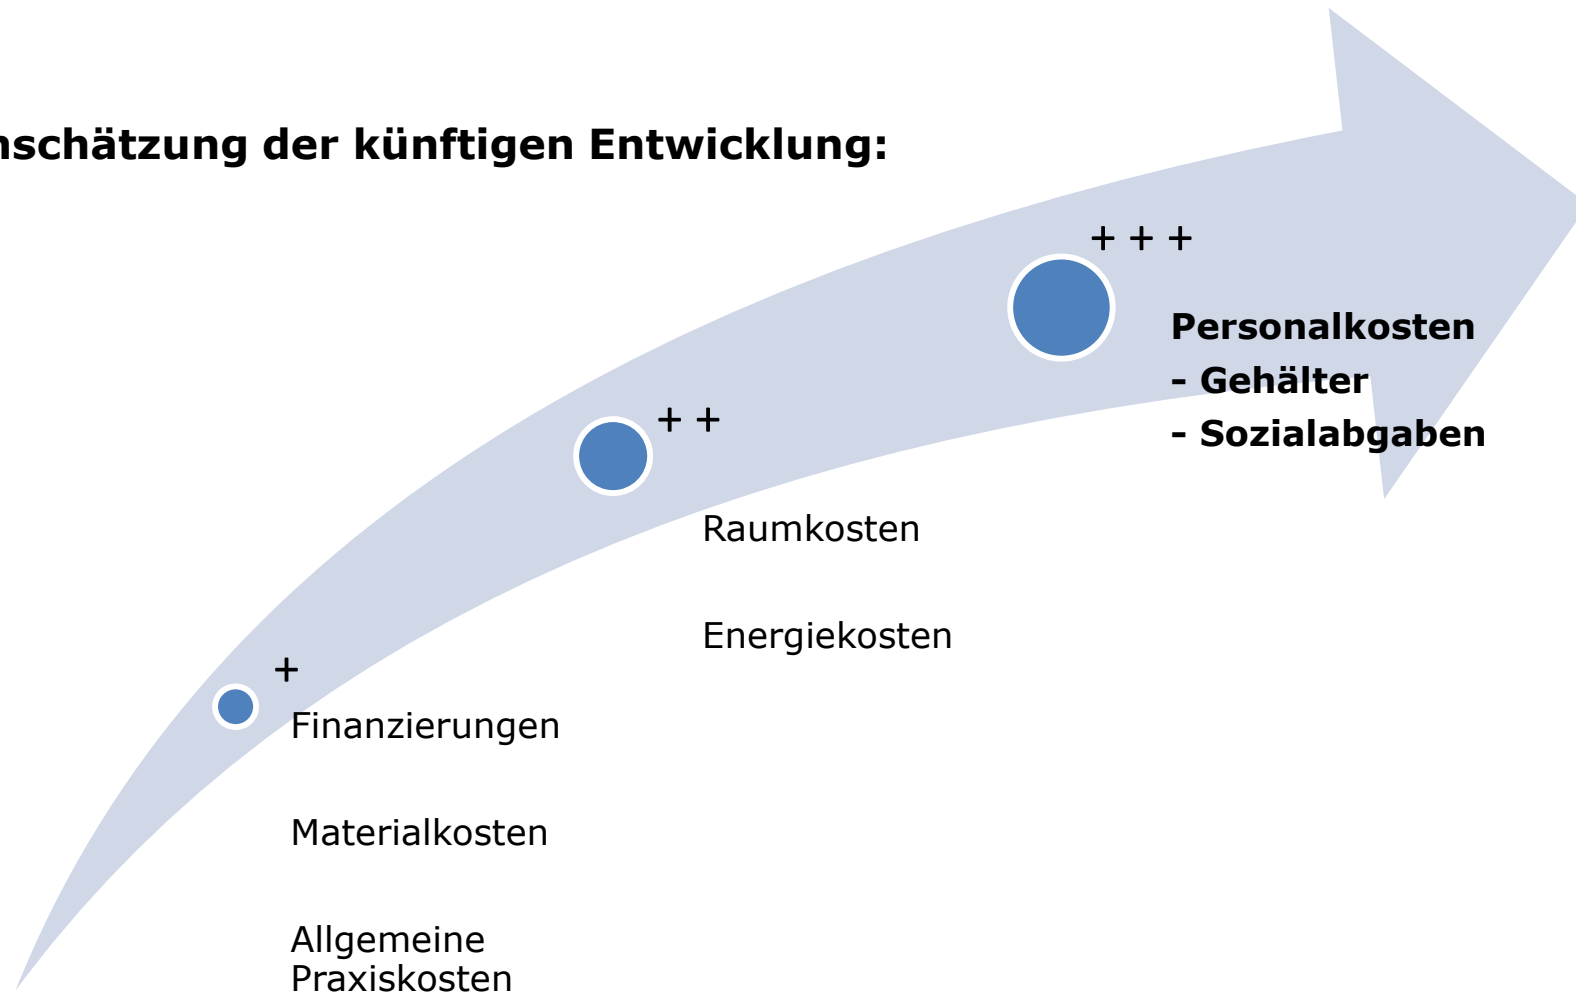 nschätzung der künftigen Entwicklung:
+ + +
Personalkosten
- Gehälter
- Sozialabgaben
+ +
Raumkosten
Energiekosten
+
Finanzierungen
Materialkosten
Allgemeine
Praxiskosten